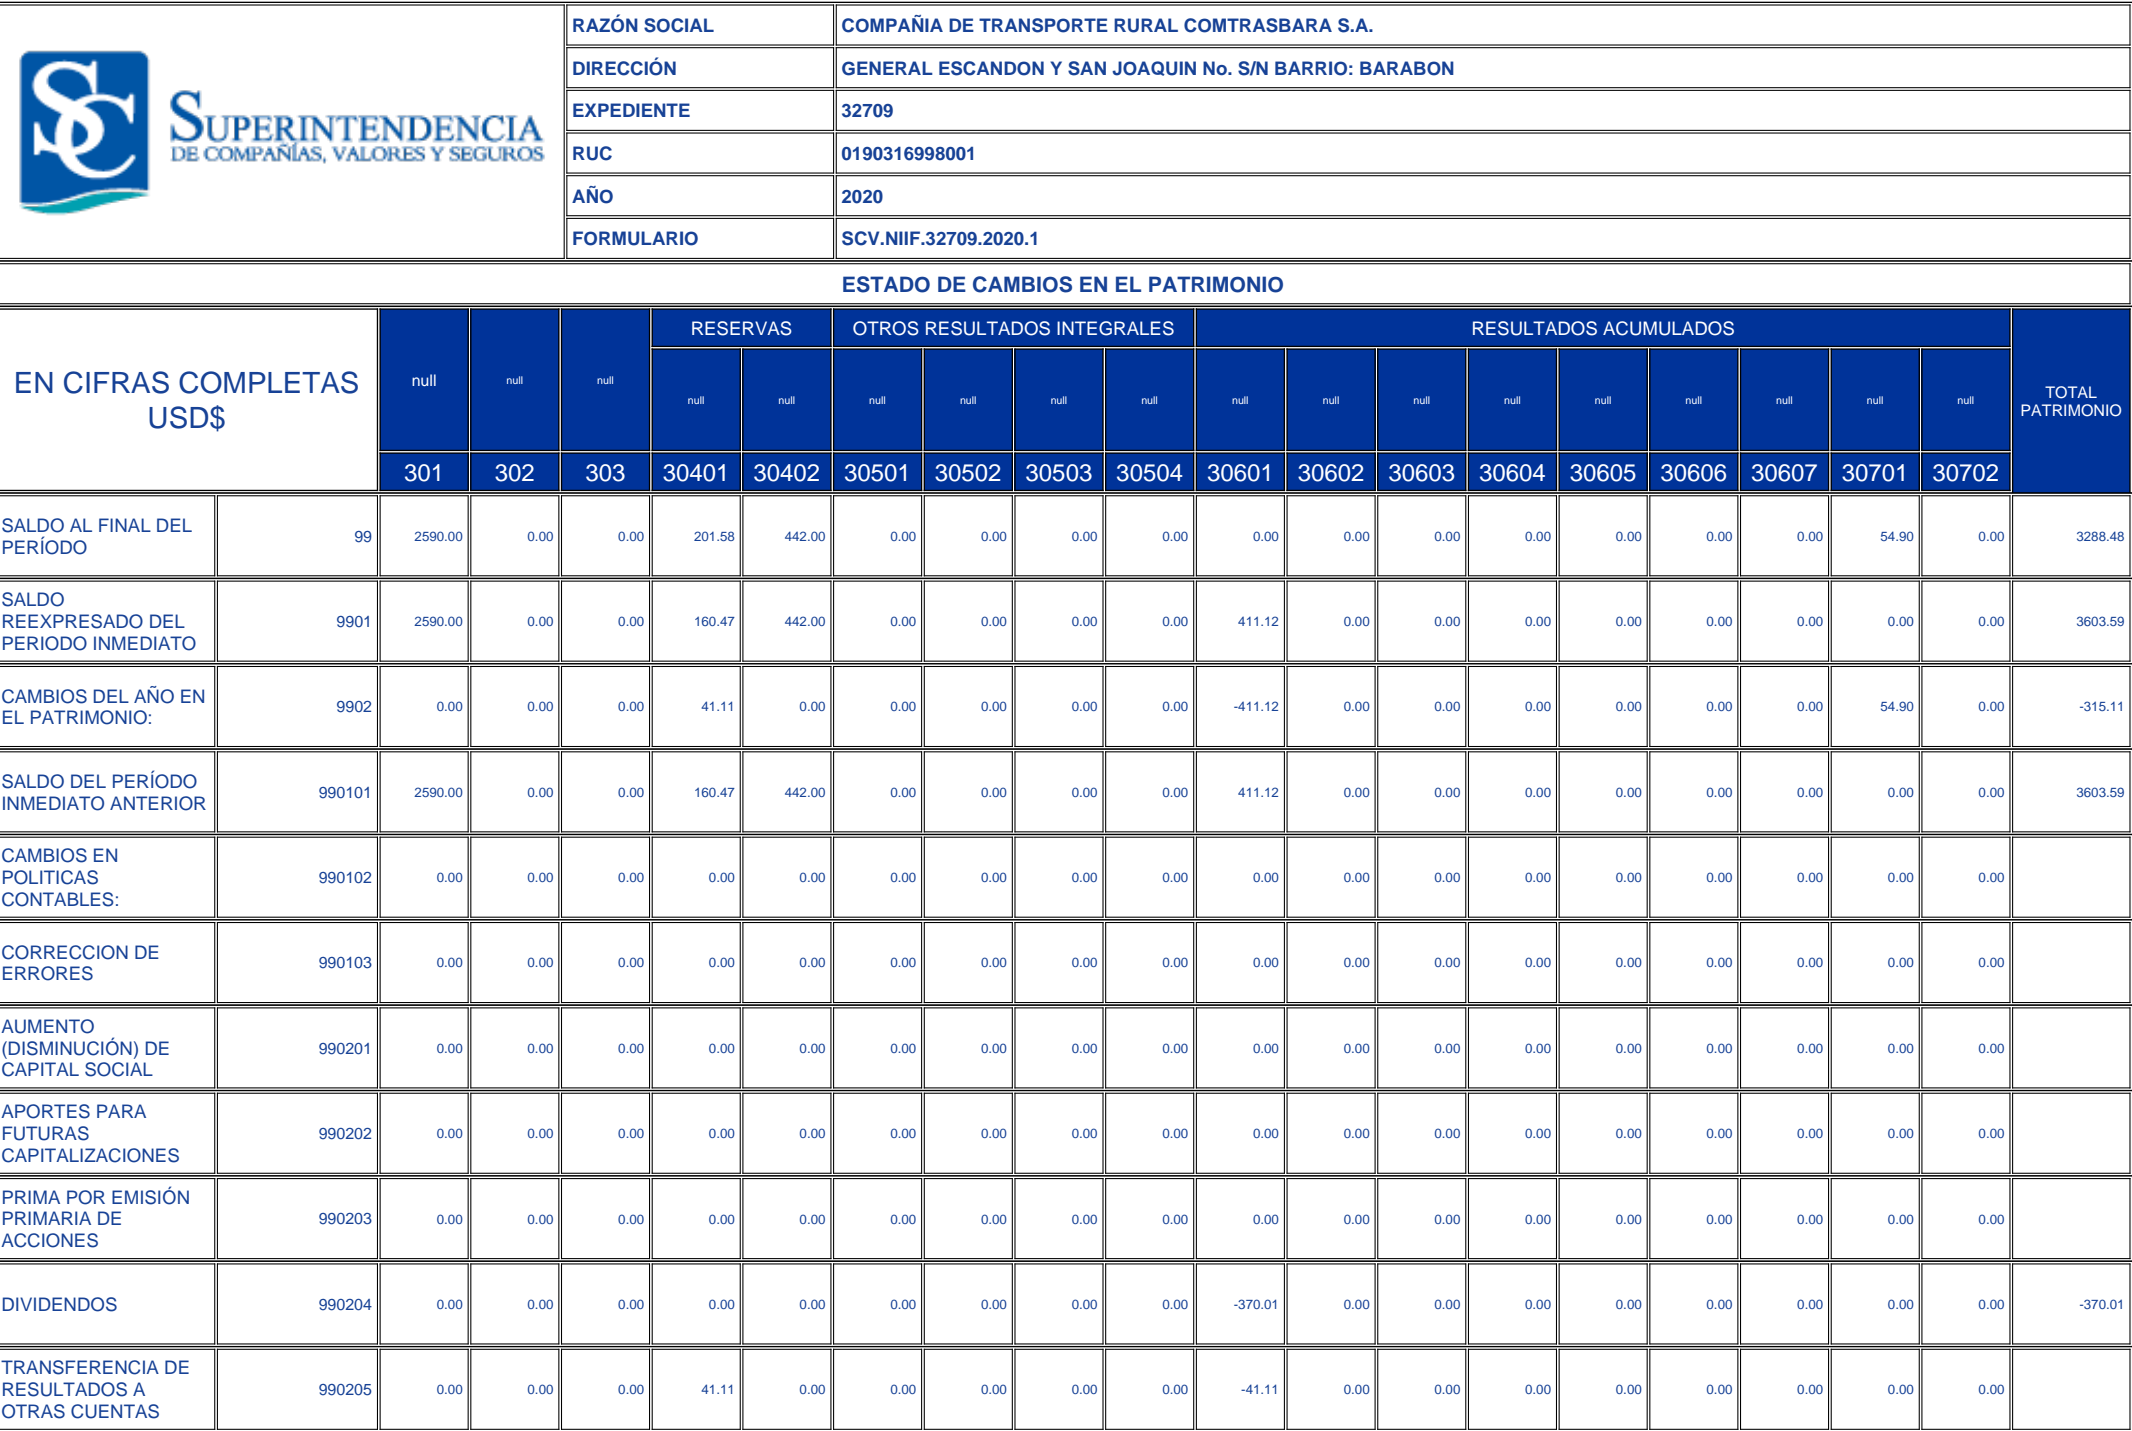 SC
SUPERINTENDENCIA
DE COMPAÑÍAS, VALORES Y SEGUROS
RAZÓN SOCIAL COMPAÑIA DE TRANSPORTE RURAL COMTRASBARA S.A.
DIRECCIÓN GENERAL ESCANDON Y SAN JOAQUIN No. S/N BARRIO: BARABON
EXPEDIENTE 32709
RUC 0190316998001
AÑO 2020
FORMULARIO SCV.NIIF.32709.2020.1
ESTADO DE CAMBIOS EN EL PATRIMONIO
EN CIFRAS COMPLETAS
USD$
RESERVAS OTROS RESULTADOS INTEGRALES RESULTADOS ACUMULADOS
null null null null null null null null null null null null null null null null null null
TOTAL
PATRIMONIO
301 302 303 30401 30402 30501 30502 30503 30504 30601 30602 30603 30604 30605 30606 30607 30701 30702
SALDO AL FINAL DEL
PERÍODO
99 2590.00 0.00 0.00 201.58 442.00 0.00 0.00 0.00 0.00 0.00 0.00 0.00 0.00 0.00 0.00 0.00 54.90 0.00 3288.48
SALDO
REEXPRESADO DEL
PERIODO INMEDIATO
9901 2590.00 0.00 0.00 160.47 442.00 0.00 0.00 0.00 0.00 411.12 0.00 0.00 0.00 0.00 0.00 0.00 0.00 0.00 3603.59
CAMBIOS DEL AÑO EN
EL PATRIMONIO:
9902 0.00 0.00 0.00 41.11 0.00 0.00 0.00 0.00 0.00 -411.12 0.00 0.00 0.00 0.00 0.00 0.00 54.90 0.00 -315.11
SALDO DEL PERÍODO
INMEDIATO ANTERIOR
990101 2590.00 0.00 0.00 160.47 442.00 0.00 0.00 0.00 0.00 411.12 0.00 0.00 0.00 0.00 0.00 0.00 0.00 0.00 3603.59
CAMBIOS EN
POLITICAS
CONTABLES:
990102 0.00 0.00 0.00 0.00 0.00 0.00 0.00 0.00 0.00 0.00 0.00 0.00 0.00 0.00 0.00 0.00 0.00 0.00
CORRECCION DE
ERRORES
990103 0.00 0.00 0.00 0.00 0.00 0.00 0.00 0.00 0.00 0.00 0.00 0.00 0.00 0.00 0.00 0.00 0.00 0.00
AUMENTO
(DISMINUCIÓN) DE
CAPITAL SOCIAL
990201 0.00 0.00 0.00 0.00 0.00 0.00 0.00 0.00 0.00 0.00 0.00 0.00 0.00 0.00 0.00 0.00 0.00 0.00
APORTES PARA
FUTURAS
CAPITALIZACIONES
990202 0.00 0.00 0.00 0.00 0.00 0.00 0.00 0.00 0.00 0.00 0.00 0.00 0.00 0.00 0.00 0.00 0.00 0.00
PRIMA POR EMISIÓN
PRIMARIA DE
ACCIONES
990203 0.00 0.00 0.00 0.00 0.00 0.00 0.00 0.00 0.00 0.00 0.00 0.00 0.00 0.00 0.00 0.00 0.00 0.00
DIVIDENDOS 990204 0.00 0.00 0.00 0.00 0.00 0.00 0.00 0.00 0.00 -370.01 0.00 0.00 0.00 0.00 0.00 0.00 0.00 0.00 -370.01
TRANSFERENCIA DE
RESULTADOS A
OTRAS CUENTAS
990205 0.00 0.00 0.00 41.11 0.00 0.00 0.00 0.00 0.00 -41.11 0.00 0.00 0.00 0.00 0.00 0.00 0.00 0.00